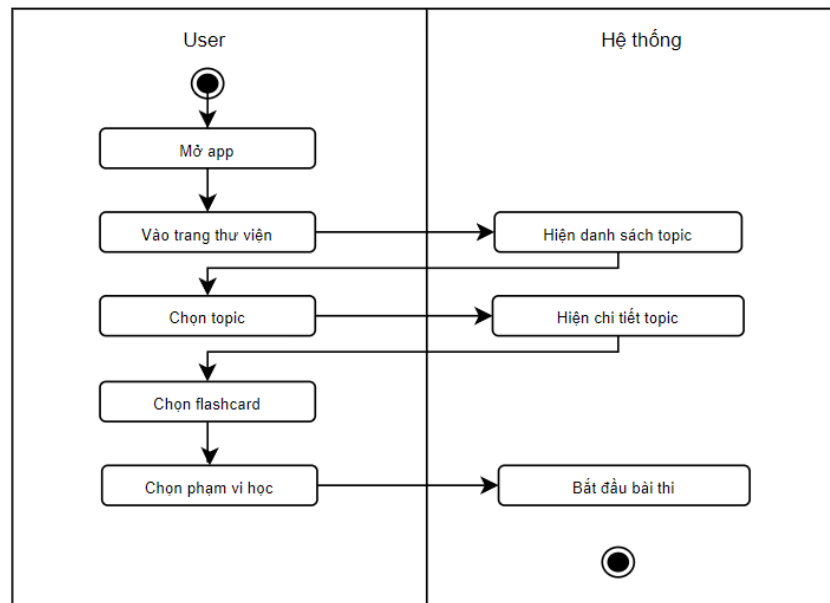 User
Hệ thống
Mở app
Vào trang thư viện
Hiện danh sách topic
Chọn topic
Hiện chi tiết topic
Chọn flashcard
Chọn phạm vi học
Bắt đầu bài thi